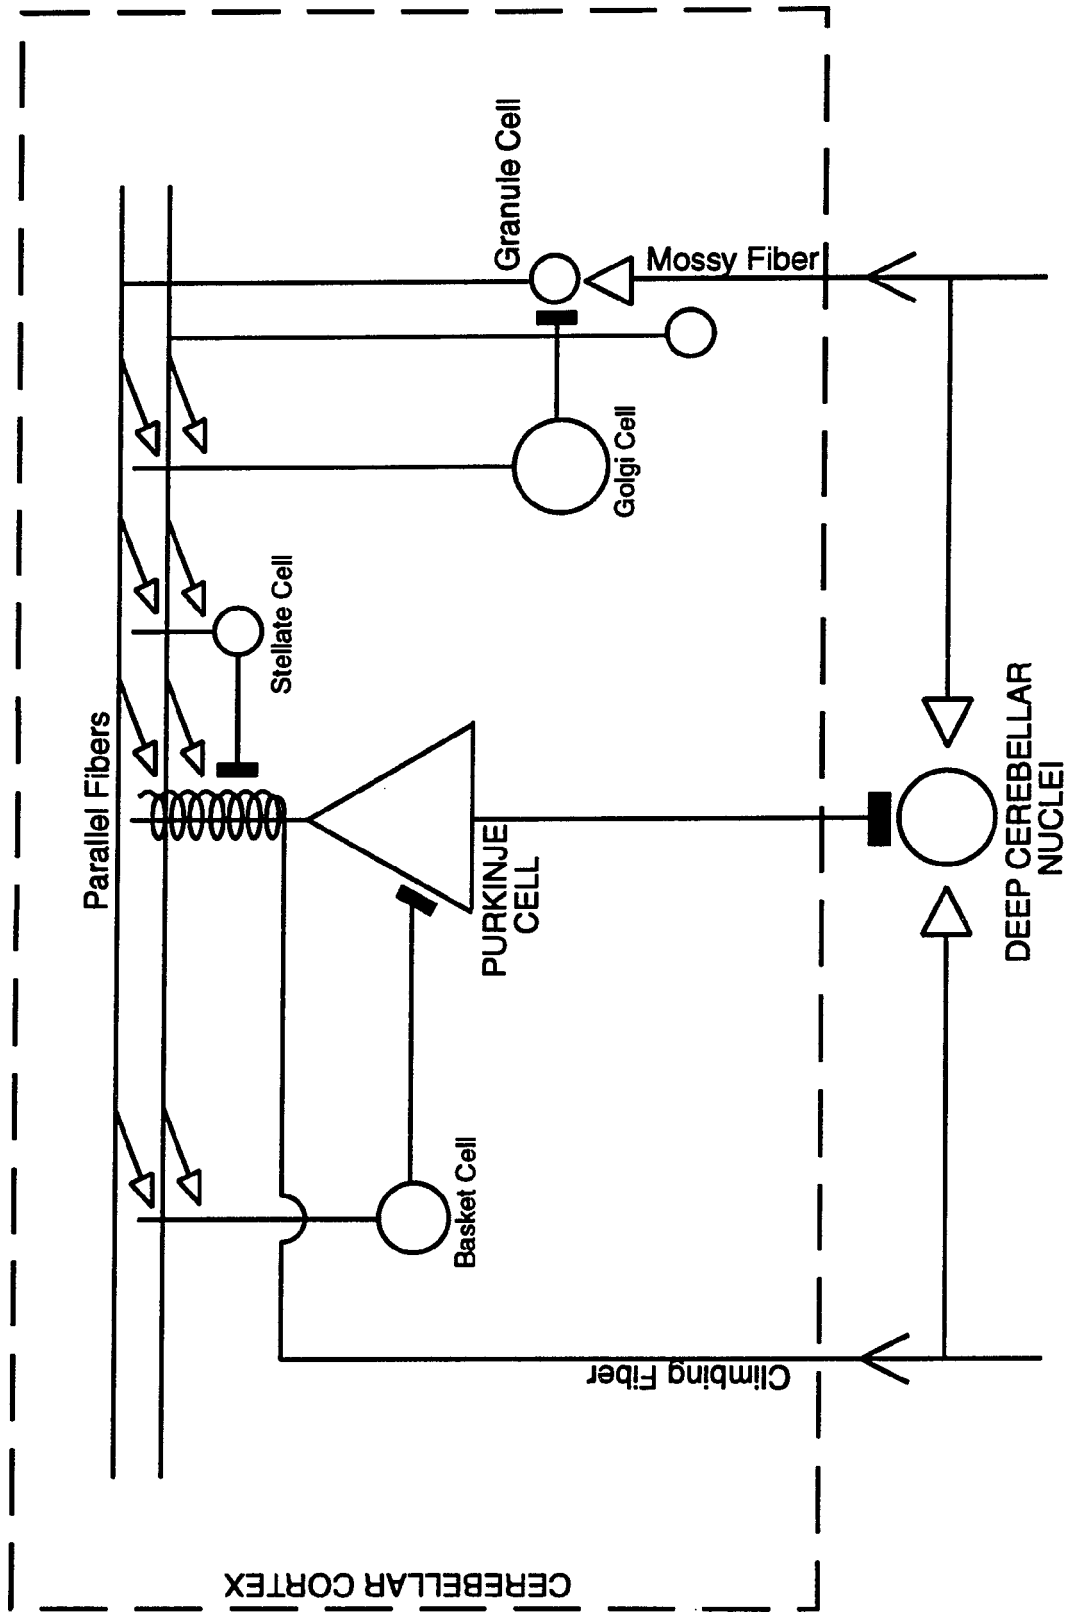 CEREBELLAR CORTEX
Parallel Fibers
Granule Cell
Mossy Fiber
Golgi Cell
Stellate Cell
PURKINJE
CELL
Basket Cell
Climbing Fiber
DEEP CEREBELLAR
NUCLEI